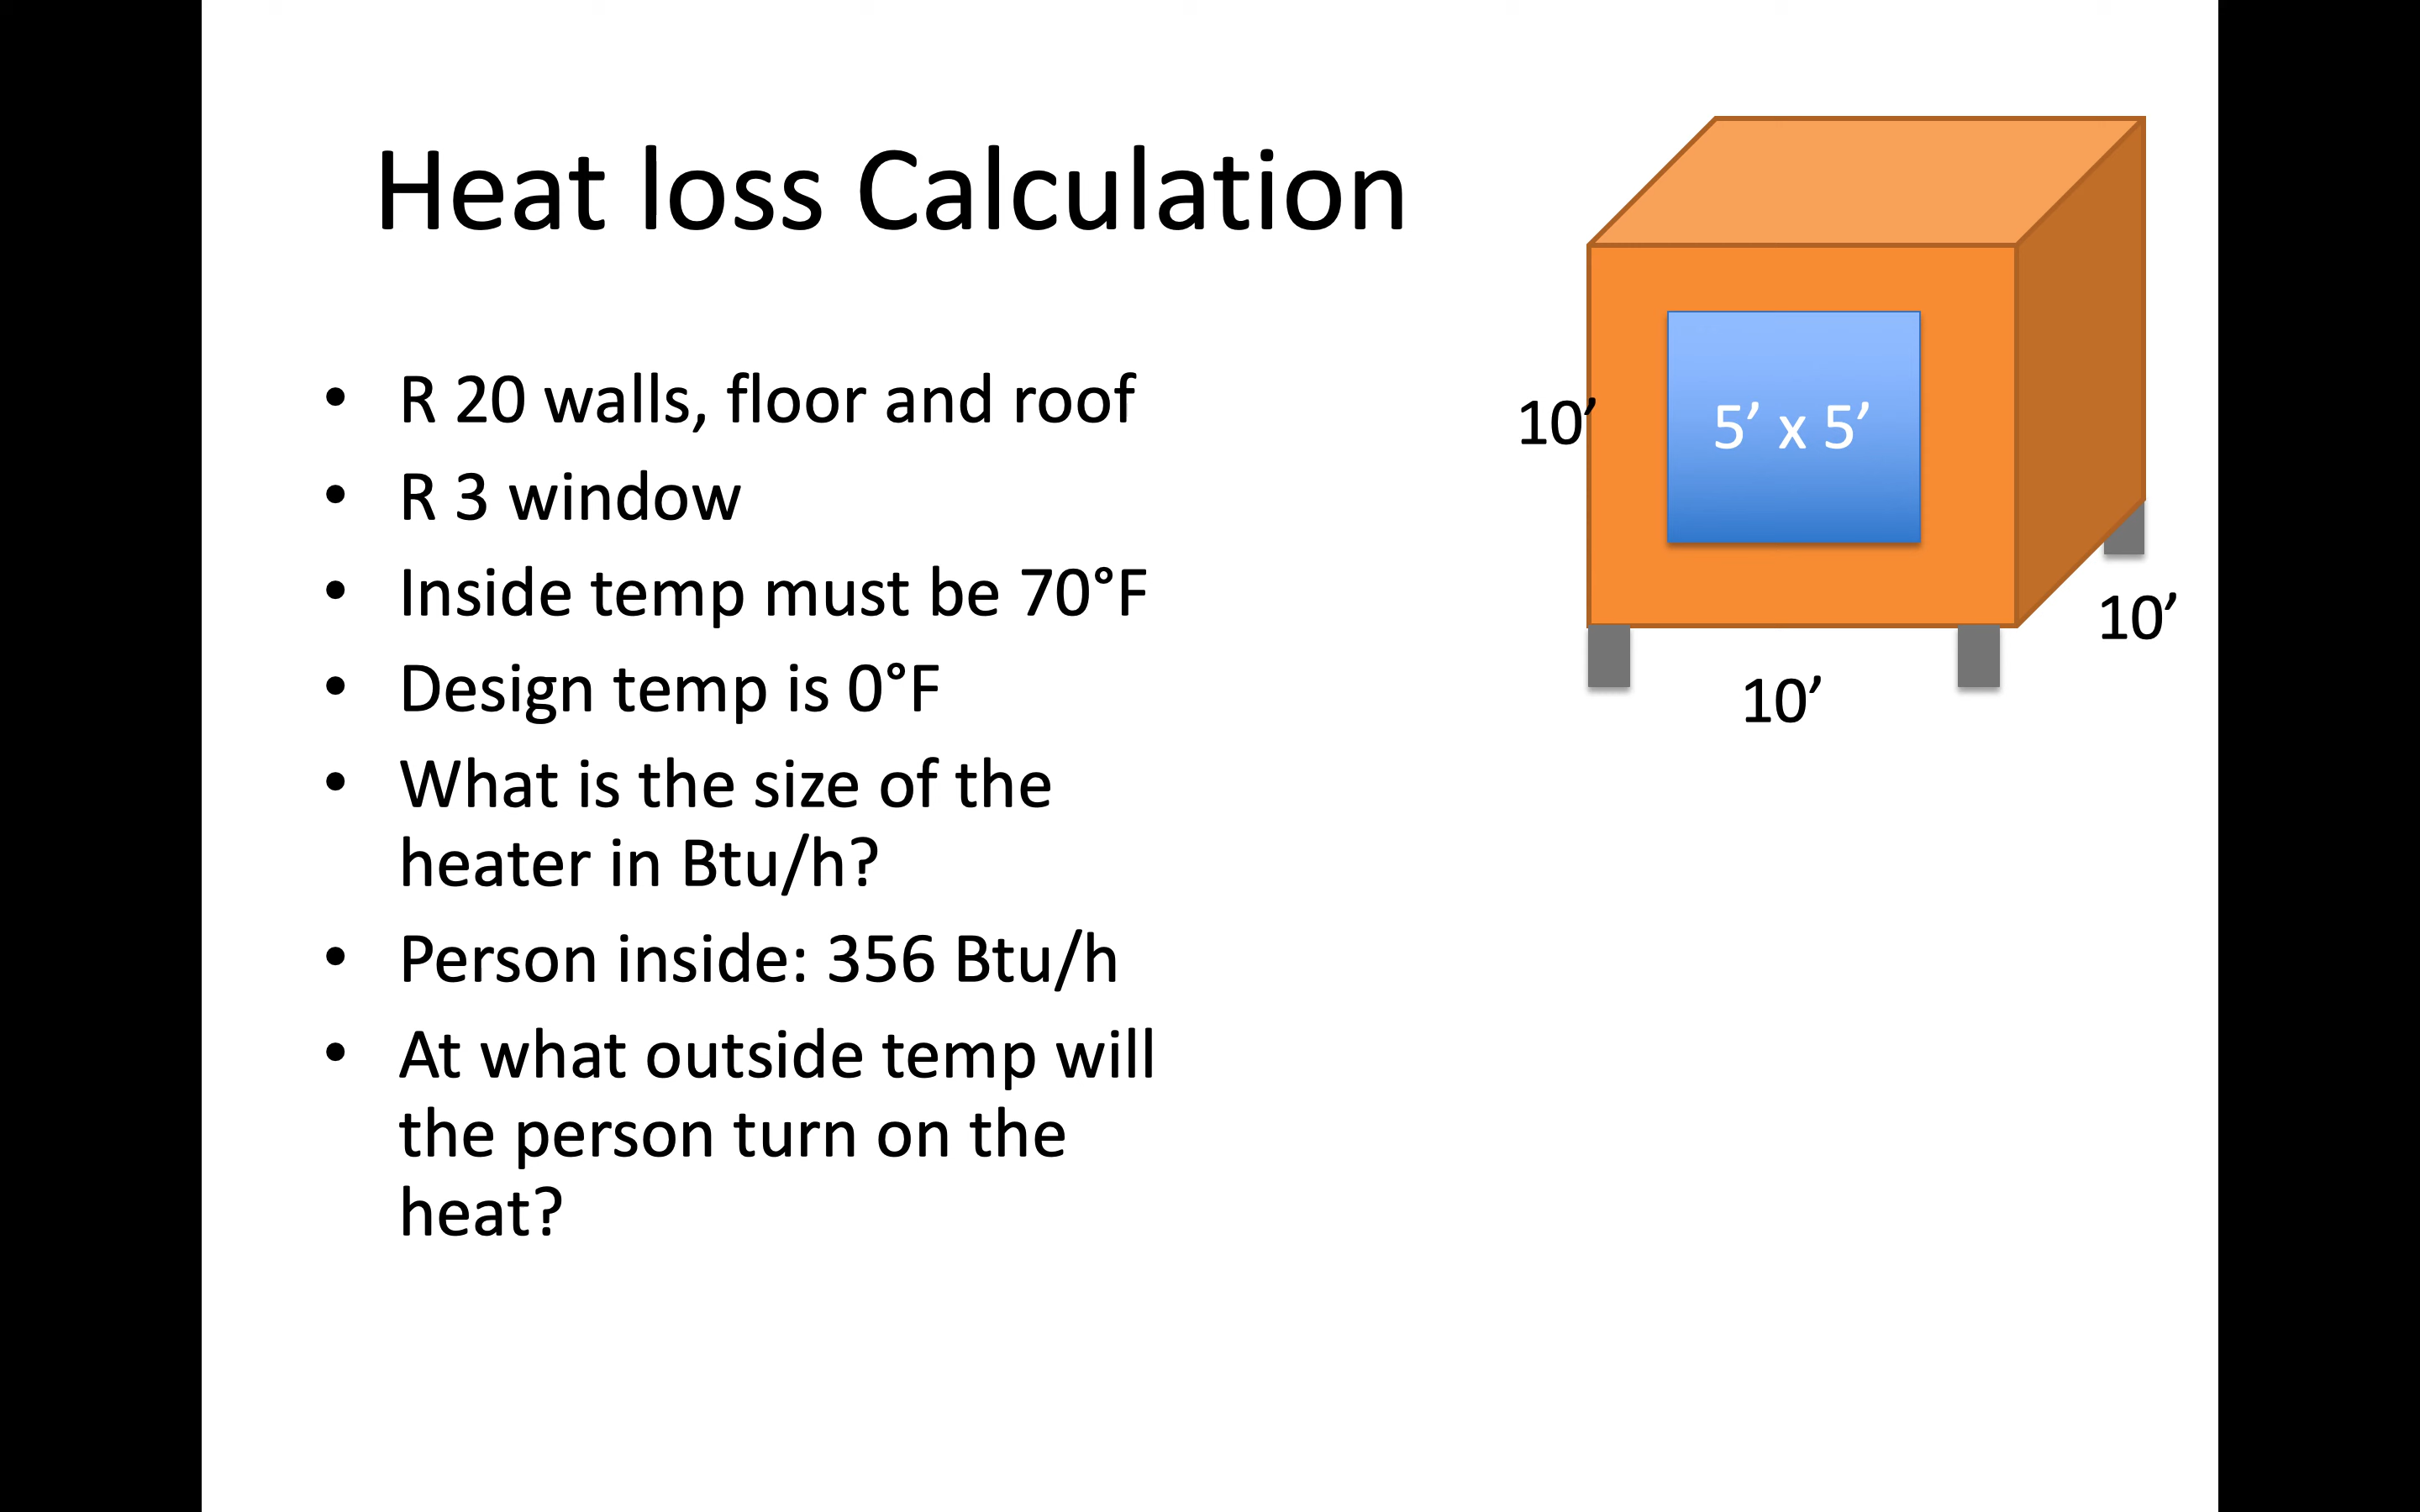 Heat loss Calculation
• R 20 walls, floor and roof
• R 3 window
• Inside temp must be 70°F
• Design temp is 0°F
• What is the size of the
heater in Btu/h?
• Person inside: 356 Btu/h
• At what outside temp will
the person turn on the
heat?
10’
5’ x 5’
10’
10’